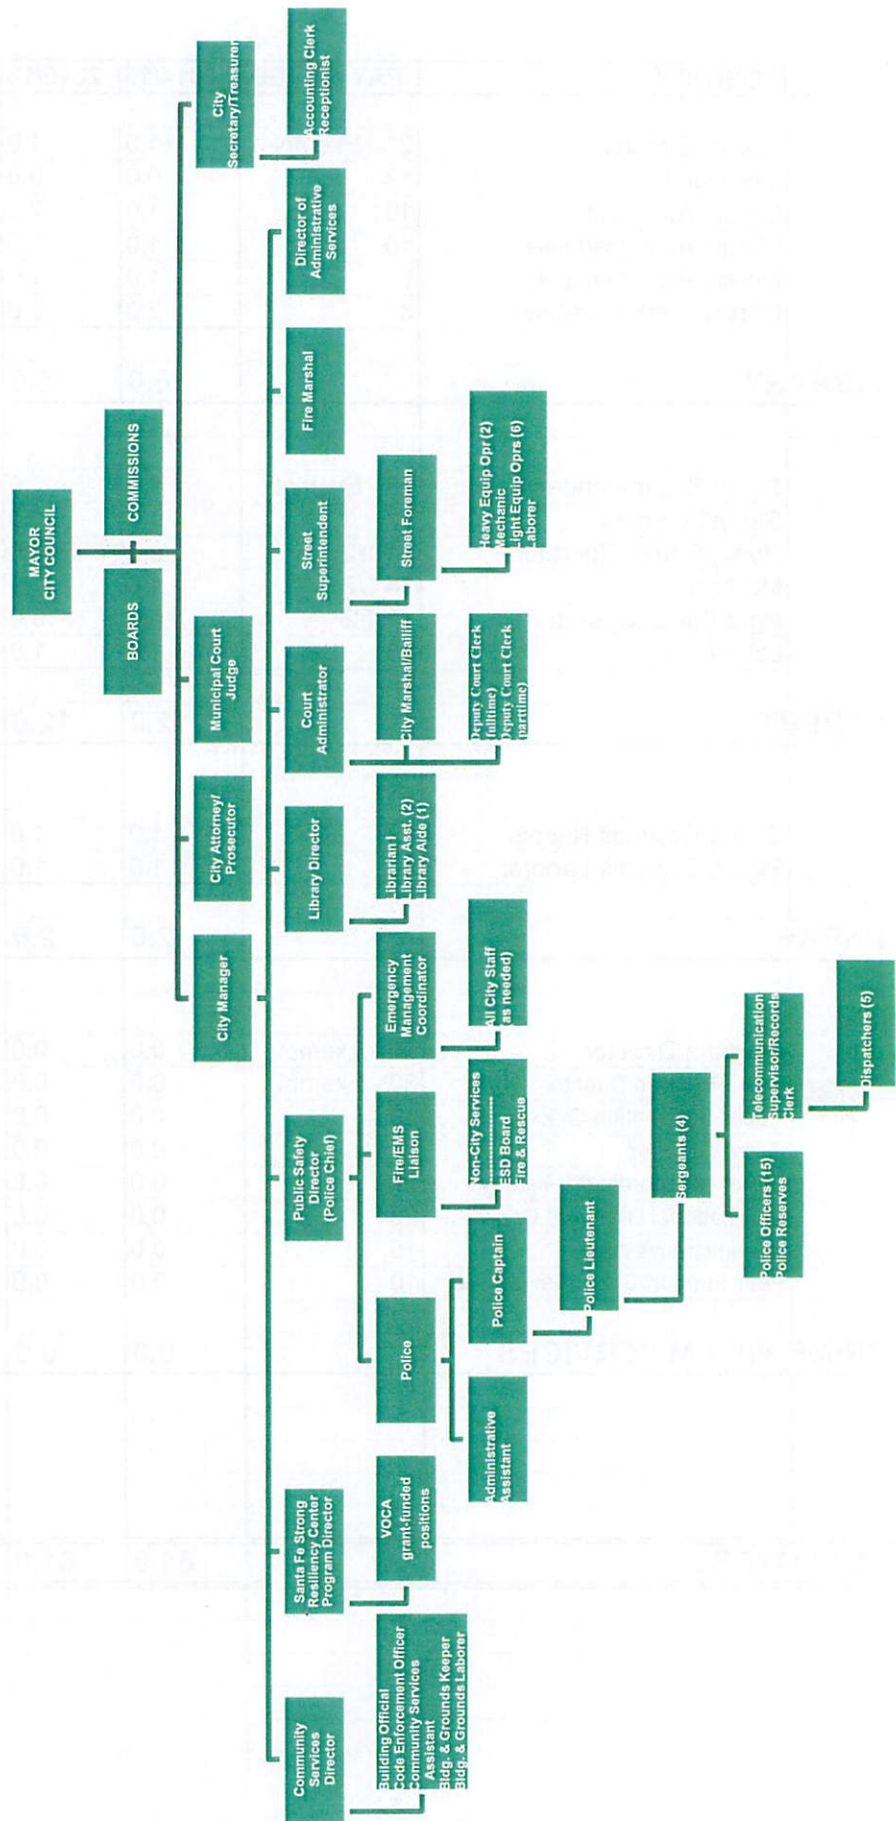 MAYOR
CITY COUNCIL
BOARDS
COMMISSIONS
City Manager
City Attorney/
Prosecutor
Municipal Court
Judge
City
Secretary/Treasurer
Accounting Clerk
Receptionist
Community
Services
Director
Building Official
Code Enforcement Officer
Community Services
Assistant
Bldg. & Grounds Keeper
Bldg. & Grounds Laborer
Santa Fe Strong
Resiliency Center
Program Director
VOCA
grant-funded
positions
Public Safety
Director
(Police Chief)
Police
Administrative
Assistant
Police Captain
Police Lieutenant
Sergeants (4)
Police Officers (15)
Police Reserves
Telecommunication
Supervisor/Records
Clerk
Dispatchers (5)
Fire/EMS
Liaison
Non-City Services
----------------
ESD Board
Fire & Rescue
Emergency
Management
Coordinator
All City Staff
(as needed)
Library Director
Librarian I
Library Asst. (2)
Library Aide (1)
Court
Administrator
City Marshal/Bailiff
Deputy Court Clerk
(fulltime)
Deputy Court Clerk
(parttime)
Street
Superintendent
Street Foreman
Heavy Equip Opr (2)
Mechanic
Light Equip Oprs (6)
Laborer
Fire Marshal
Director of
Administrative
Services